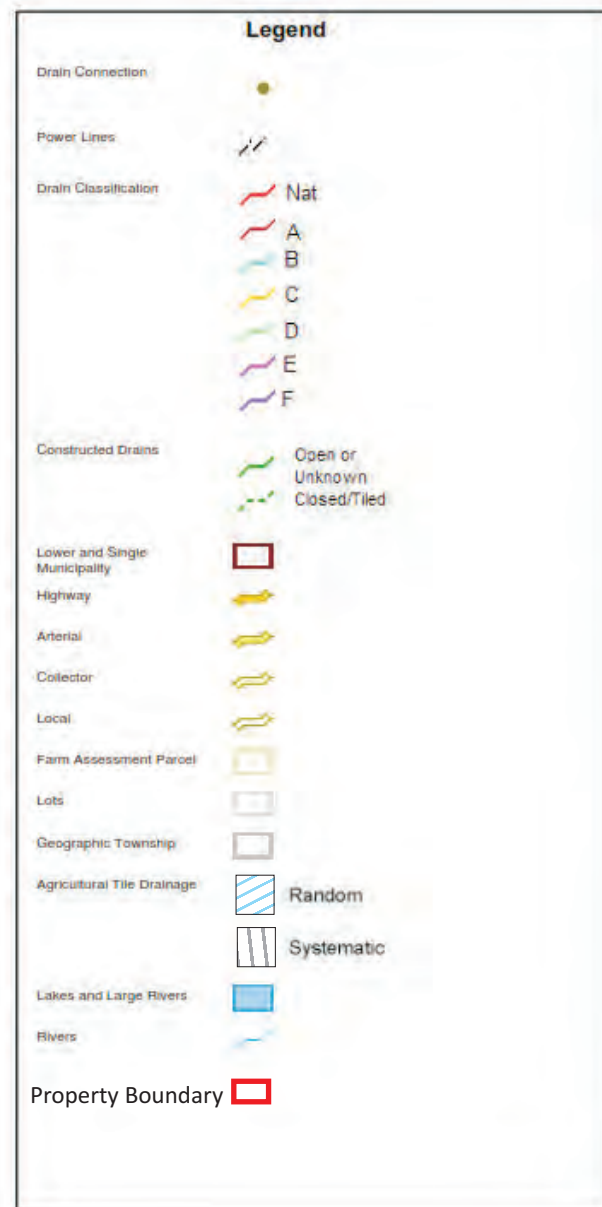 Legend
Drain Connection
Power Lines
Drain Classification
Nat
A
B
C
D
E
F
Constructed Drains
Open or
Unknown
Closed/Tiled
Lower and Single
Municipality
Highway
Arterial
Collector
Local
Farm Assessment Parcel
Lots
Geographic Township
Agricultural Tile Drainage
Random
Systematic
Lakes and Large Rivers
Rivers
Property Boundary